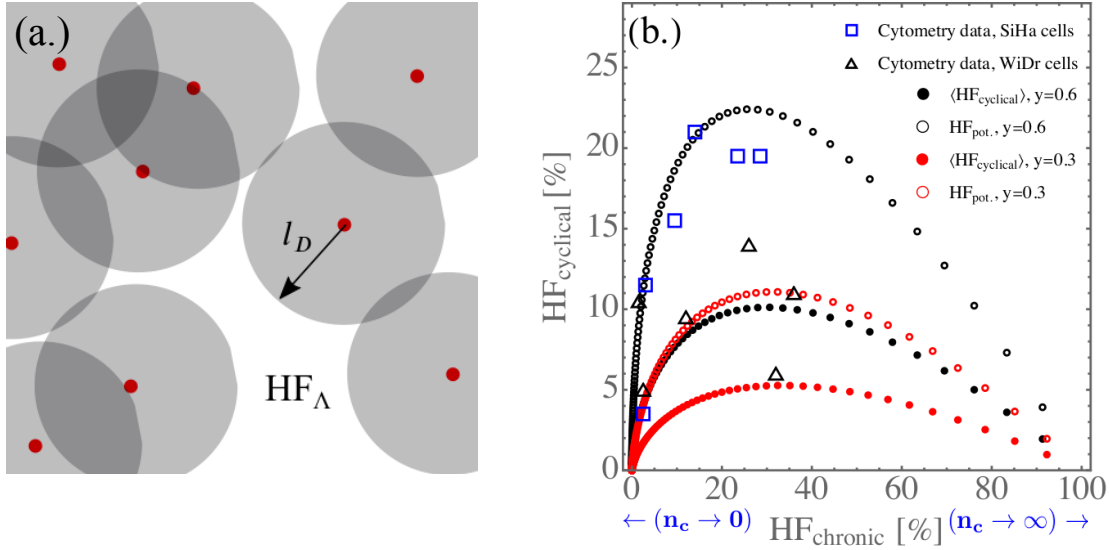 (a.)
l_D
HF_Λ
(b.)
Cytometry data, SiHa cells
Cytometry data, WiDr cells
⟨HF_cyclical⟩, y=0.6
HF_pot., y=0.6
⟨HF_cyclical⟩, y=0.3
HF_pot., y=0.3
HF_cyclical [%]
25
20
15
10
5
0
0 20 40 60 80 100
← (n_c → 0) HF_chronic [%] (n_c → ∞) →